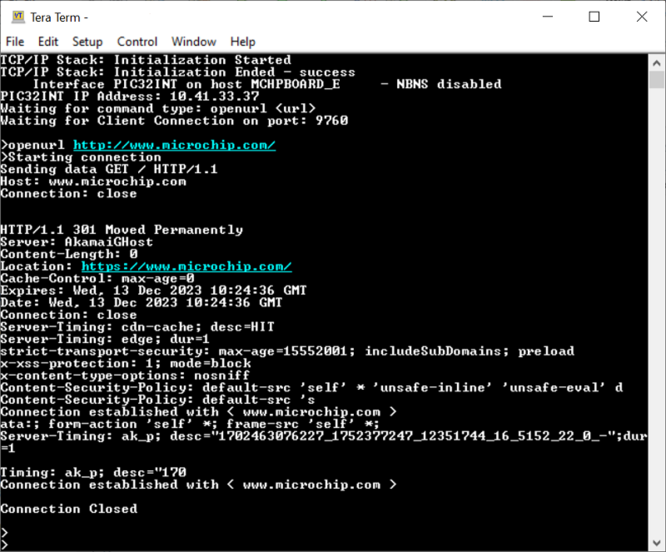 Tera Term -
File Edit Setup Control Window Help
TCP/IP Stack: Initialization Started
TCP/IP Stack: Initialization Ended - success
    Interface PIC32INT on host MCHPBOARD_E     - NBNS disabled
PIC32INT IP Address: 10.41.33.37
Waiting for command type: openurl <url>
Waiting for Client Connection on port: 9760

>openurl http://www.microchip.com/
>Starting connection
Sending data GET / HTTP/1.1
Host: www.microchip.com
Connection: close


HTTP/1.1 301 Moved Permanently
Server: AkamaiGHost
Content-Length: 0
Location: https://www.microchip.com/
Cache-Control: max-age=0
Expires: Wed, 13 Dec 2023 10:24:36 GMT
Date: Wed, 13 Dec 2023 10:24:36 GMT
Connection: close
Server-Timing: cdn-cache; desc=HIT
Server-Timing: edge; dur=1
strict-transport-security: max-age=15552001; includeSubDomains; preload
x-xss-protection: 1; mode=block
x-content-type-options: nosniff
Content-Security-Policy: default-src 'self' * 'unsafe-inline' 'unsafe-eval' d
Content-Security-Policy: default-src 's
Connection established with < www.microchip.com >
ata:; form-action 'self' *; frame-src 'self' *;
Server-Timing: ak_p; desc="1702463076227_1752377247_12351744_16_5152_22_0_-";dur
=1

Timing: ak_p; desc="170
Connection established with < www.microchip.com >

Connection Closed

>
>